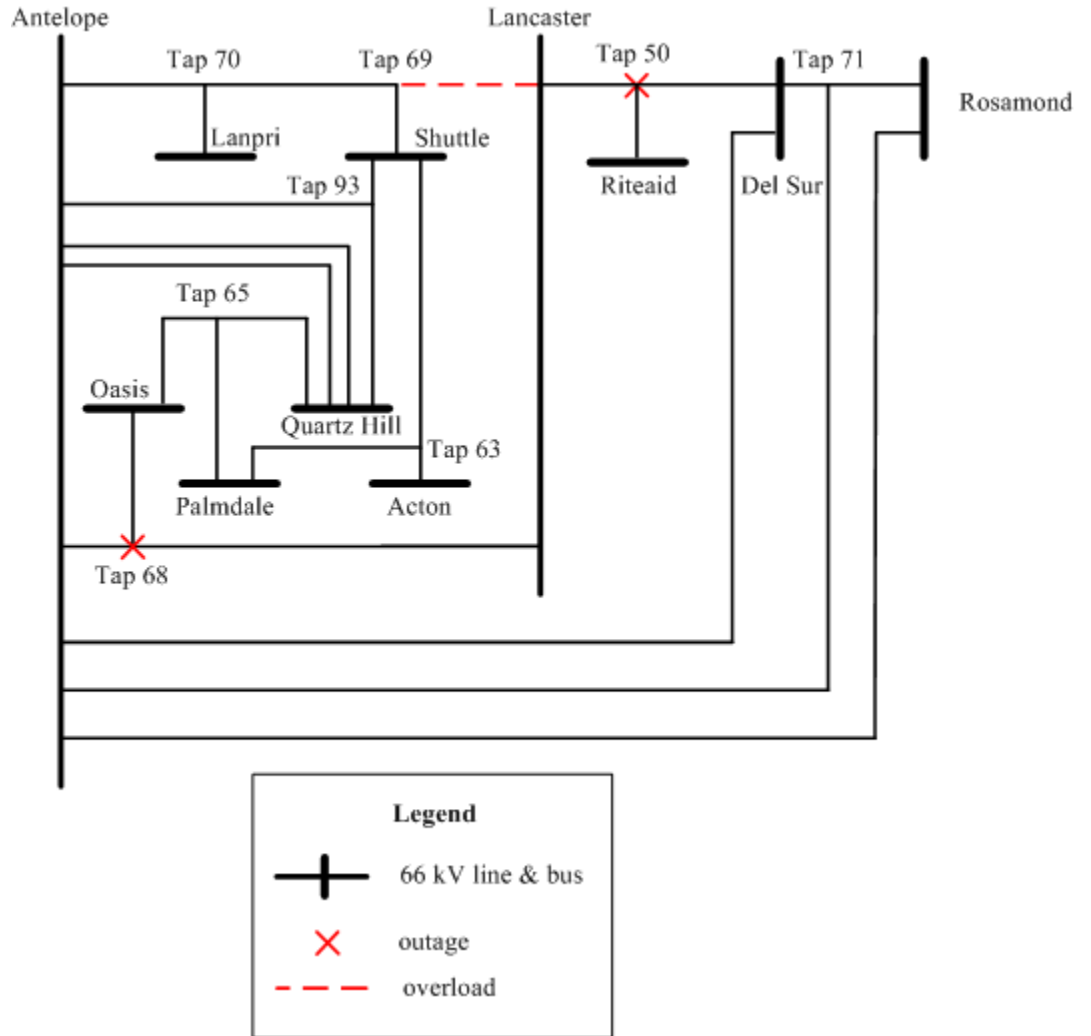 Antelope
Lancaster
Tap 70
Tap 69
Tap 50
Tap 71
Rosamond
Lanpri
Shuttle
Riteaid
Del Sur
Tap 93
Tap 65
Oasis
Quartz Hill
Tap 63
Palmdale
Acton
Tap 68
Legend
66 kV line & bus
outage
overload